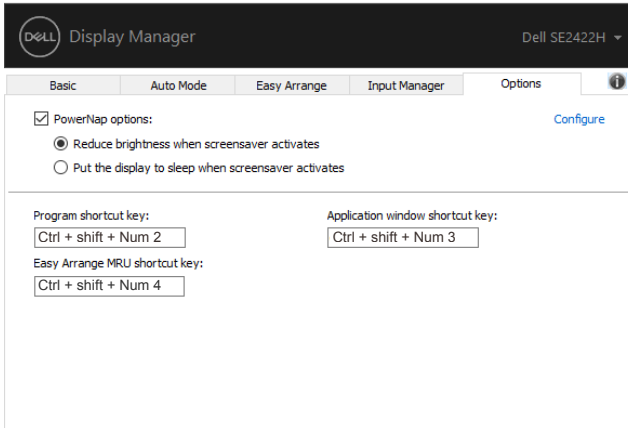 DELL Display Manager
Dell SE2422H
Basic
Auto Mode
Easy Arrange
Input Manager
Options
PowerNap options:
Configure
Reduce brightness when screensaver activates
Put the display to sleep when screensaver activates
Program shortcut key:
Application window shortcut key:
Ctrl + shift + Num 2
Ctrl + shift + Num 3
Easy Arrange MRU shortcut key:
Ctrl + shift + Num 4